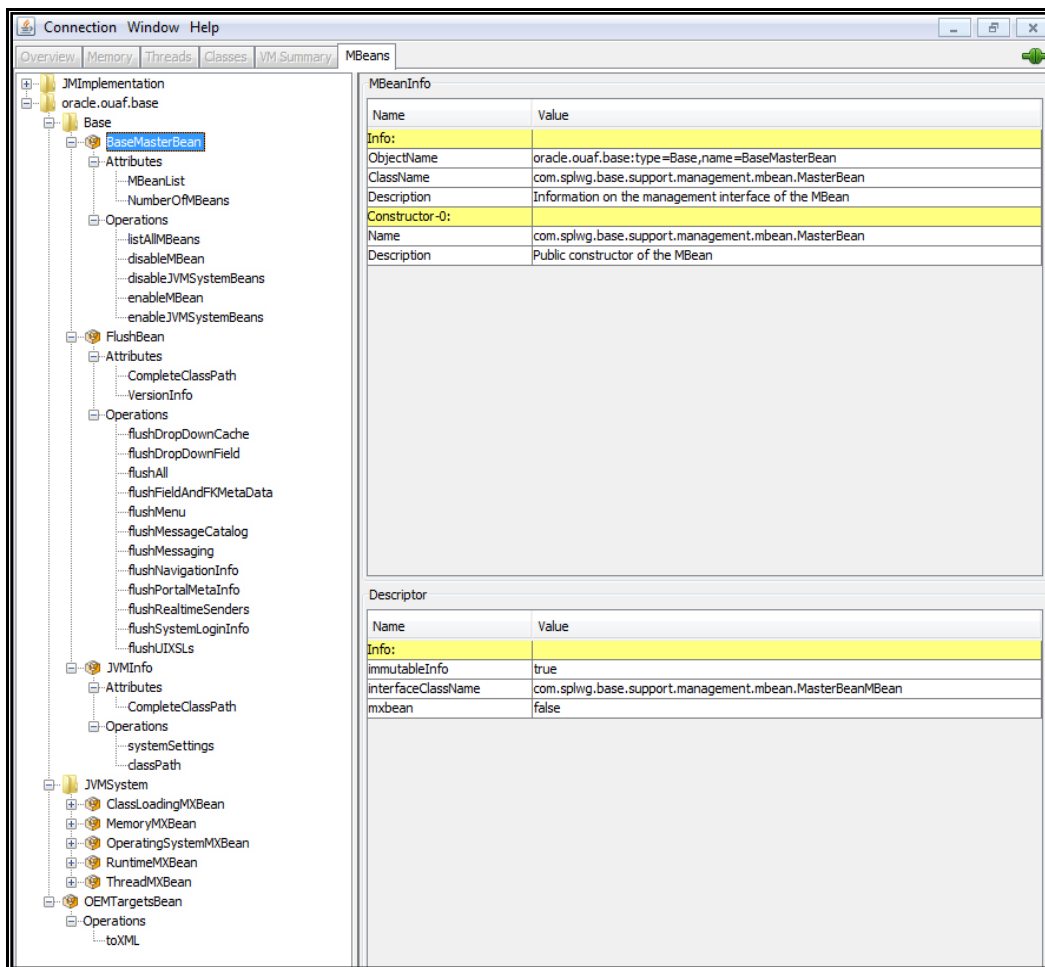 Connection Window Help
Overview Memory Threads Classes VM Summary MBeans
JMImplementation
oracle.ouaf.base
Base
BaseMasterBean
Attributes
MBeanList
NumberOfMBeans
Operations
listAllMBeans
disableMBean
disableJVMSystemBeans
enableMBean
enableJVMSystemBeans
FlushBean
Attributes
CompleteClassPath
VersionInfo
Operations
flushDropDownCache
flushDropDownField
flushAll
flushFieldAndFKMetaData
flushMenu
flushMessageCatalog
flushMessaging
flushNavigationInfo
flushPortalMetaInfo
flushRealtimeSenders
flushSystemLoginInfo
flushUIXSLs
JVMInfo
Attributes
CompleteClassPath
Operations
systemSettings
classPath
JVMSystem
ClassLoadingMXBean
MemoryMXBean
OperatingSystemMXBean
RuntimeMXBean
ThreadMXBean
OEMTargetsBean
Operations
toXML
MBeanInfo
Name Value
Info:
ObjectName oracle.ouaf.base:type=Base,name=BaseMasterBean
ClassName com.splwg.base.support.management.mbean.MasterBean
Description Information on the management interface of the MBean
Constructor-0:
Name com.splwg.base.support.management.mbean.MasterBean
Description Public constructor of the MBean
Descriptor
Name Value
Info:
immutableInfo true
interfaceClassName com.splwg.base.support.management.mbean.MasterBeanMBean
mxbean false